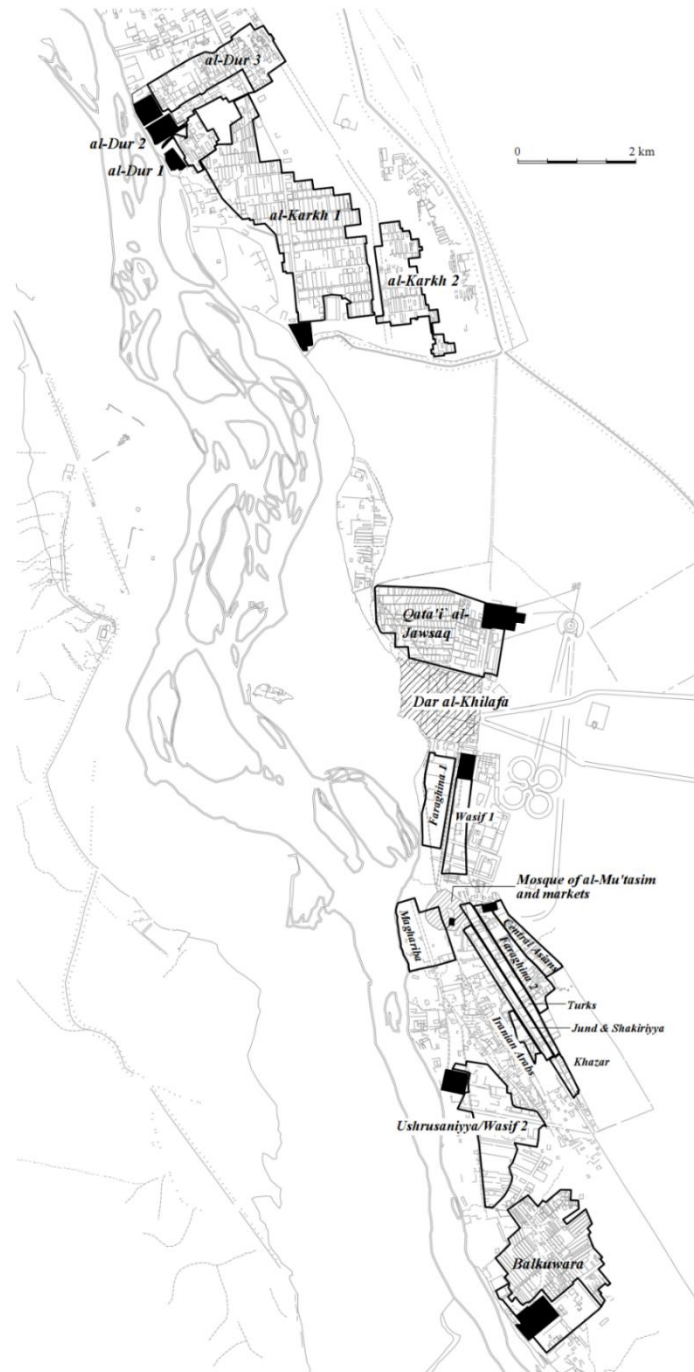 al-Dur 3
al-Dur 2
al-Dur 1
0 2 km
al-Karkh 1
al-Karkh 2
Qata'i` al-
Jawsaq
Dar al-Khilafa
Faraghina 1
Wasif 1
Mosque of al-Mu'tasim
and markets
Maghariba
Central Asians
Faraghina 2
Turks
Jund & Shakiriyya
Iranian Arabs
Khazar
Ushrusaniyya/Wasif 2
Balkuwara